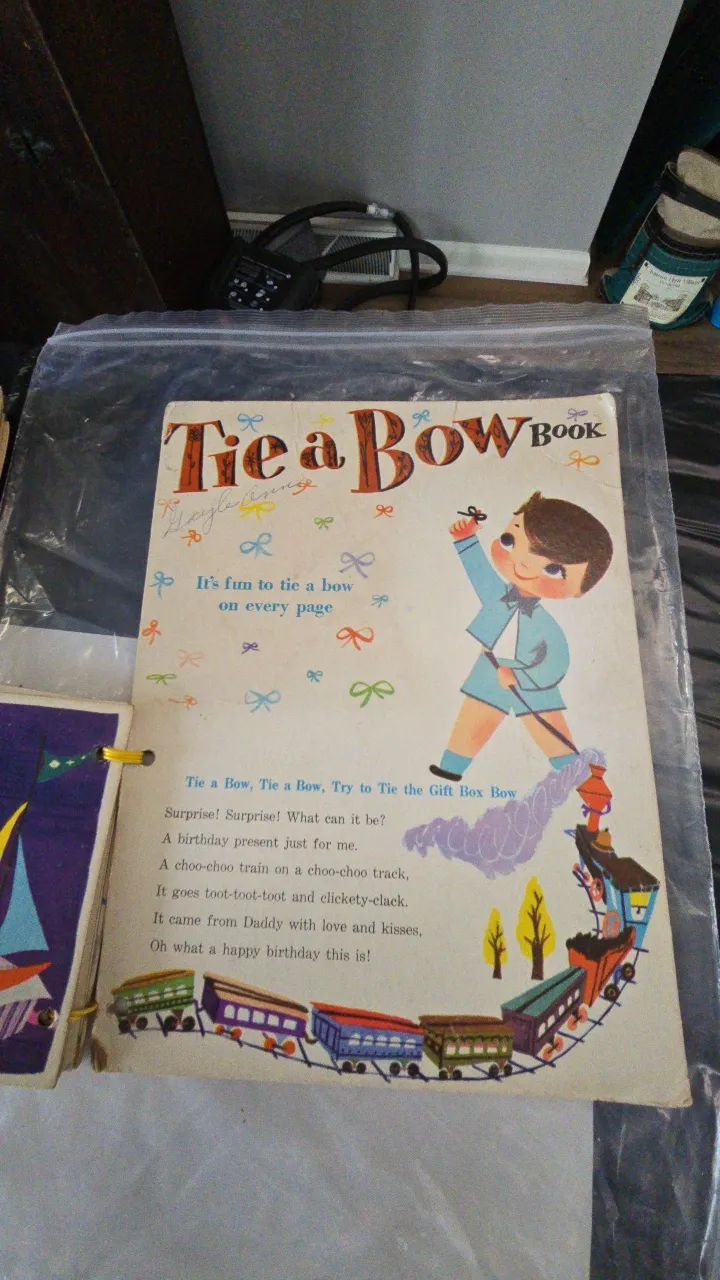 Tie a Bow BOOK
Gayle Ann
It's fun to tie a bow
on every page
Tie a Bow, Tie a Bow, Try to Tie the Gift Box Bow
Surprise! Surprise! What can it be?
A birthday present just for me.
A choo-choo train on a choo-choo track,
It goes toot-toot-toot and clickety-clack.
It came from Daddy with love and kisses,
Oh what a happy birthday this is!